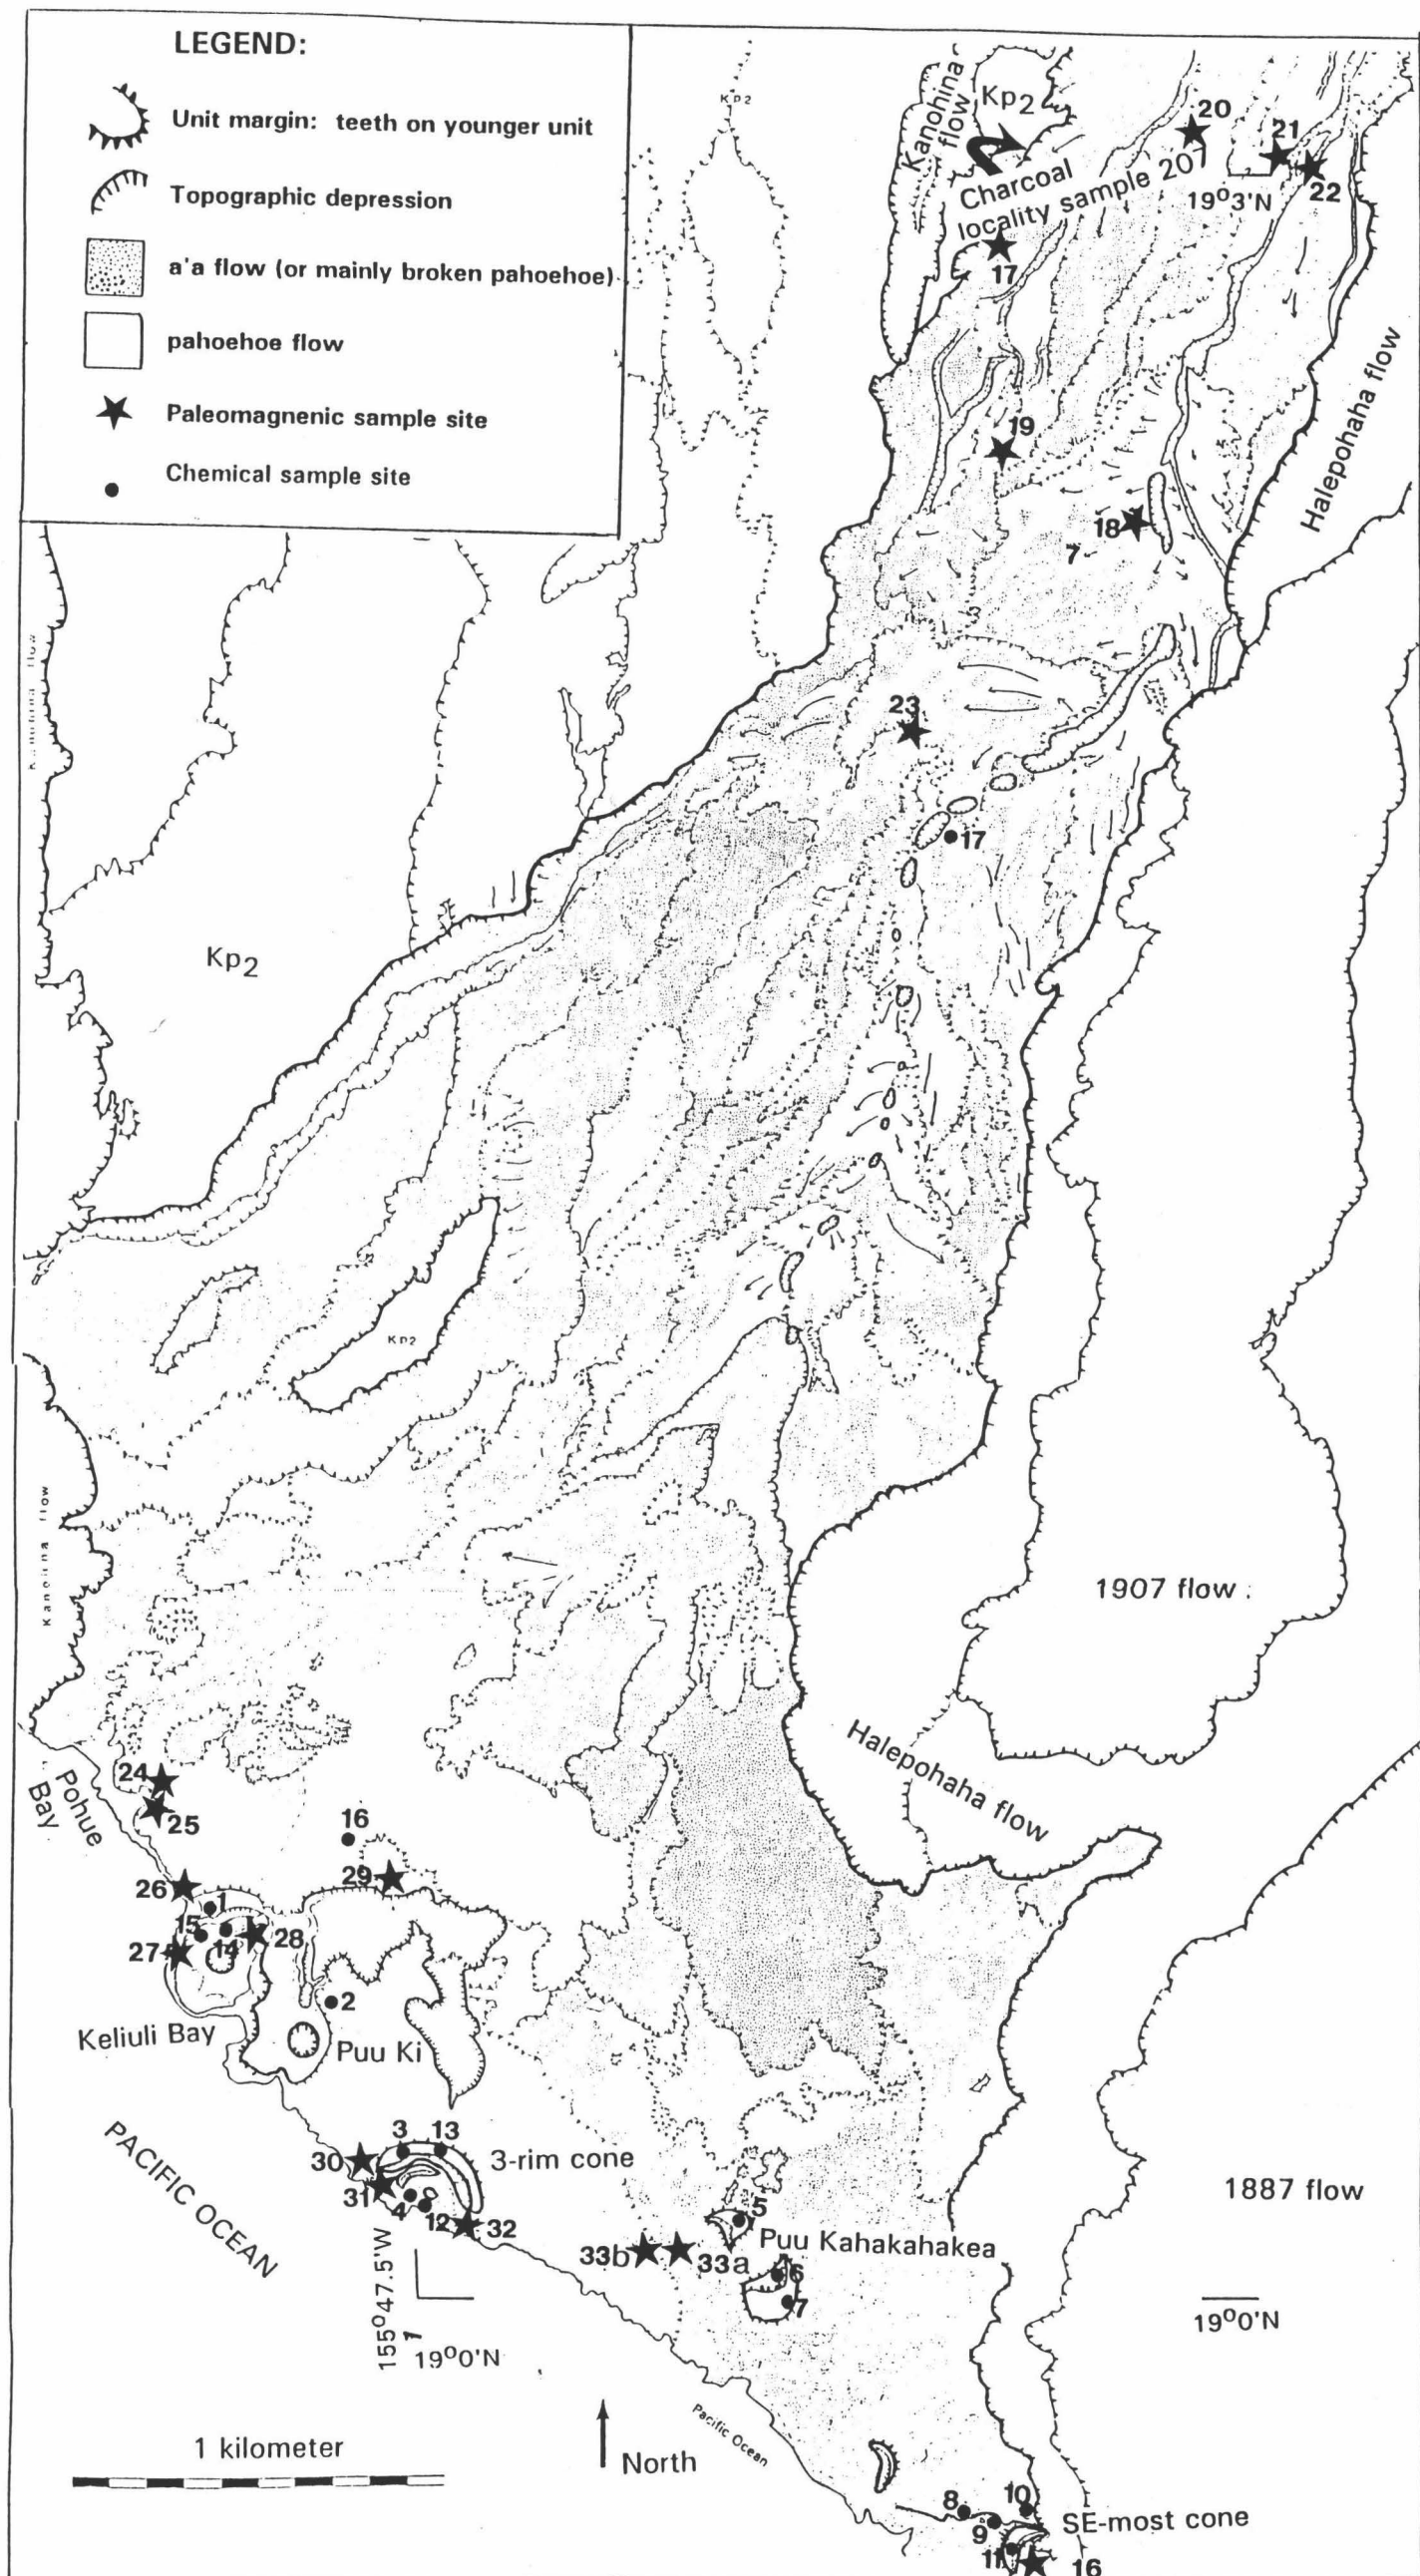 LEGEND:
Unit margin: teeth on younger unit
Topographic depression
a'a flow (or mainly broken pahoehoe)
pahoehoe flow
Paleomagnenic sample site
Chemical sample site
Kp2
Kanohina
flow
Kp2
Charcoal
locality sample 207
20
21
22
19°3'N
17
19
18
7
Halepohaha flow
23
17
Kp2
Kp2
flow
1907 flow
Halepohaha flow
Pohue
Bay
24
25
16
29
26
1
15
14
28
27
2
Keliuli Bay
Puu Ki
PACIFIC OCEAN
3
13
3-rim cone
30
31
4
12
32
33b
33a
5
Puu Kahakahakea
6
7
1887 flow
155°47.5'W
19°0'N
19°0'N
1 kilometer
North
Pacific Ocean
8
9
10
SE-most cone
11
16